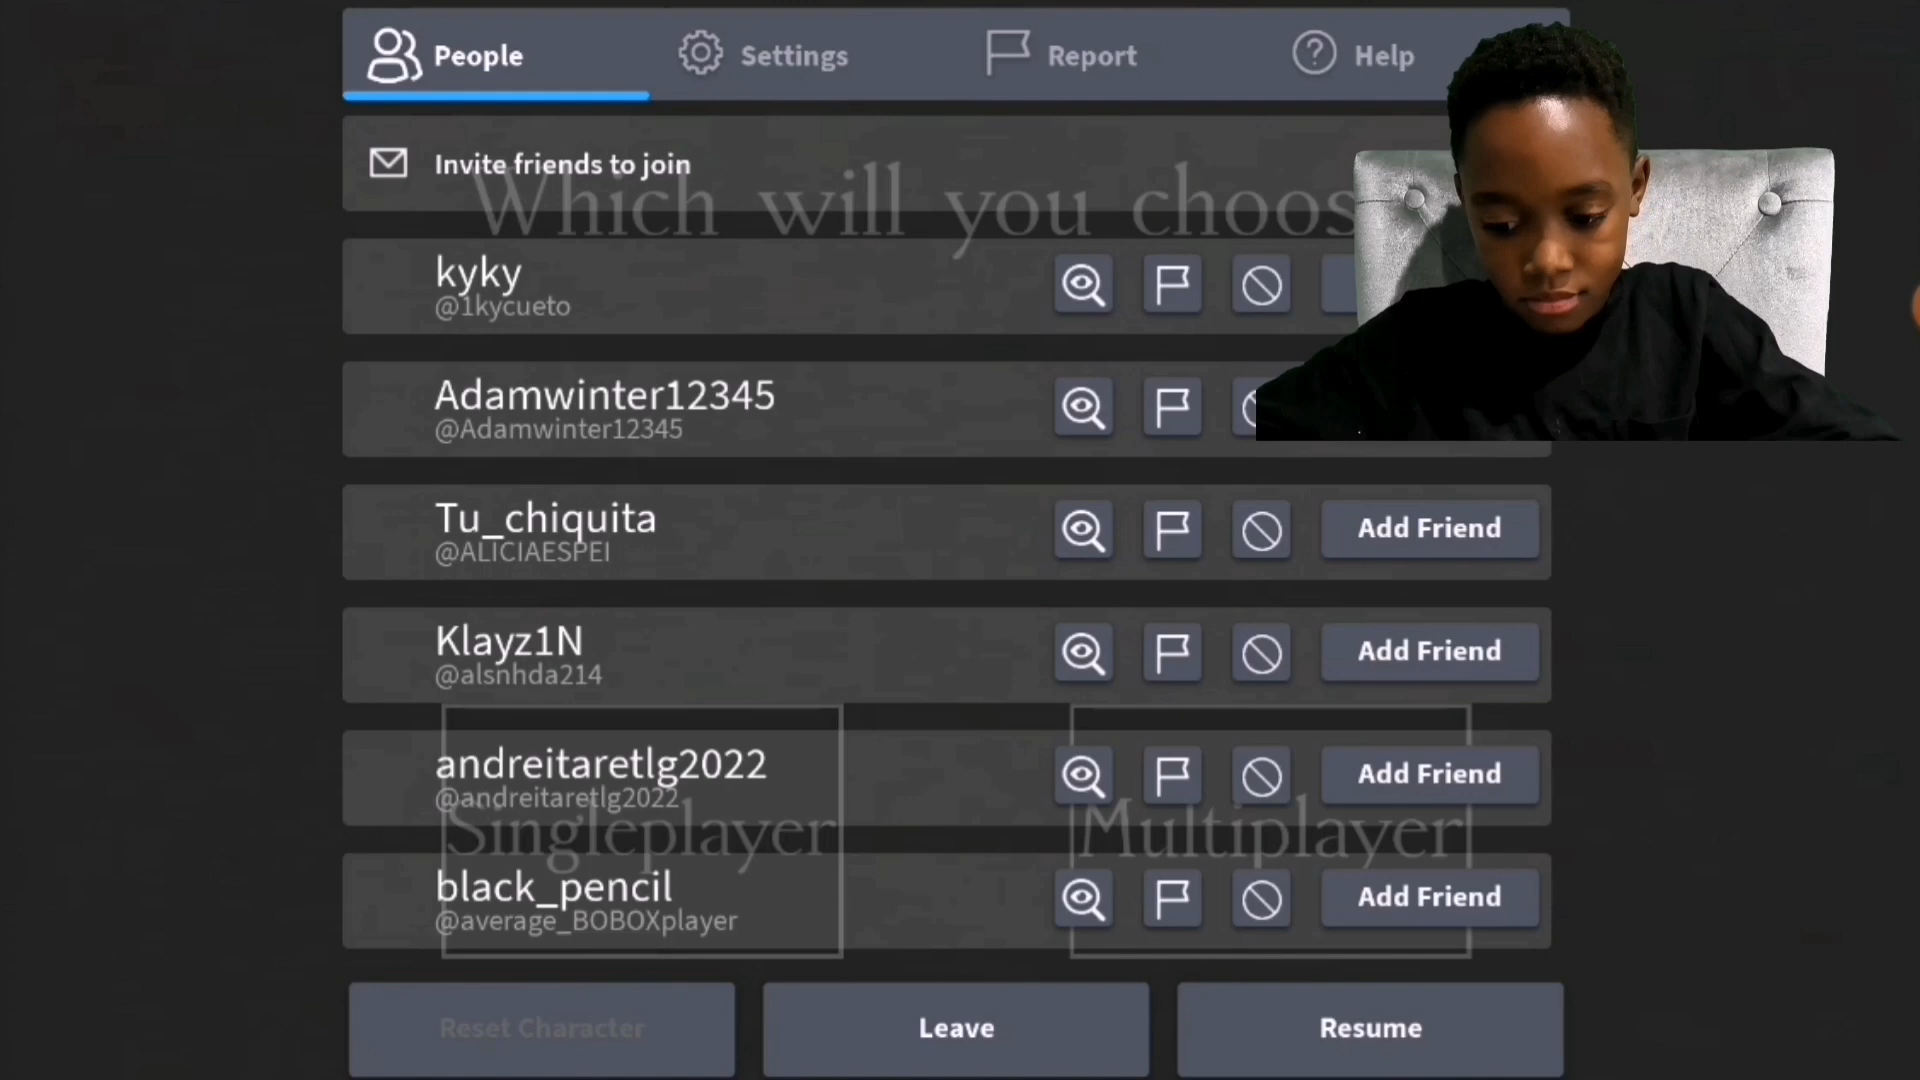 People
Settings
Report
Help
Invite friends to join
Which will you choos
kyky
@1kycueto
Adamwinter12345
@Adamwinter12345
Tu_chiquita
@ALICIAESPEI
Add Friend
Klayz1N
@alsnhda214
Add Friend
andreitaretlg2022
@andreitaretlg2022
Add Friend
Singleplayer
Multiplayer
black_pencil
@average_BOBOXplayer
Add Friend
Reset Character
Leave
Resume